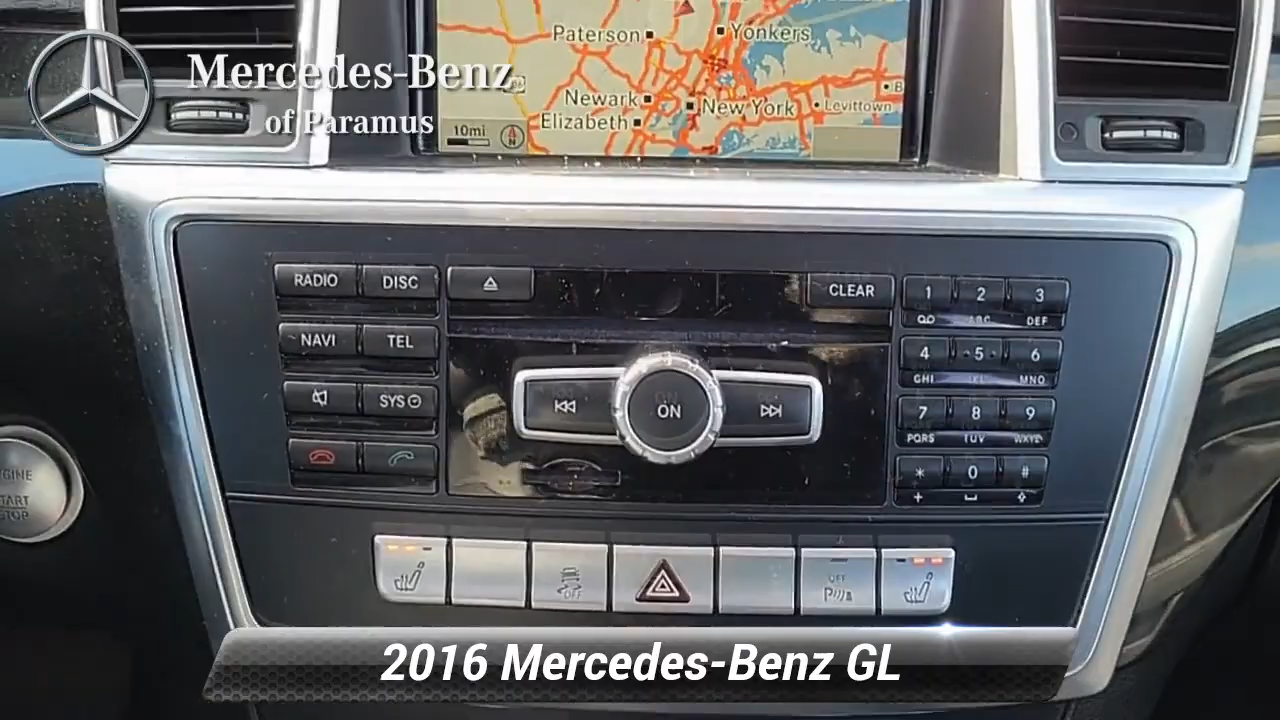 Mercedes-Benz
of Paramus
Paterson
Yonkers
Newark
New York
Levittown
Elizabeth
10mi
N
RADIO
DISC
CLEAR
1
2
3
ABC
DEF
NAVI
TEL
4
5
6
GHI
MNO
SYS
ON
7
8
9
PQRS
TUV
WXYZ
*
0
#
+
START
STOP
OFF
OFF
2016 Mercedes-Benz GL